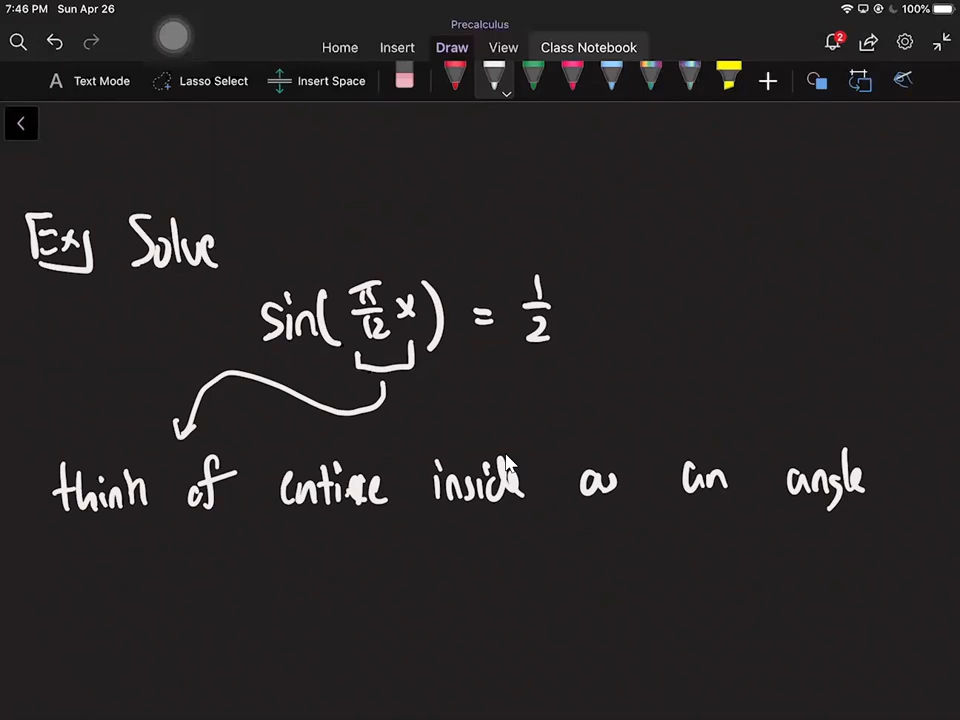 7:46 PM Sun Apr 26
100%
Precalculus
Home Insert Draw View Class Notebook
2
Text Mode Lasso Select Insert Space
Ex] Solve
sin(π/12 x) = 1/2
think of entire inside as an angle